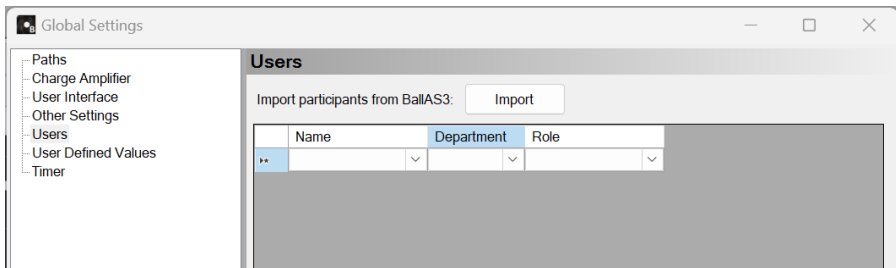 Global Settings
Paths
Charge Amplifier
User Interface
Other Settings
Users
User Defined Values
Timer
Users
Import participants from BallAS3: Import
Name Department Role